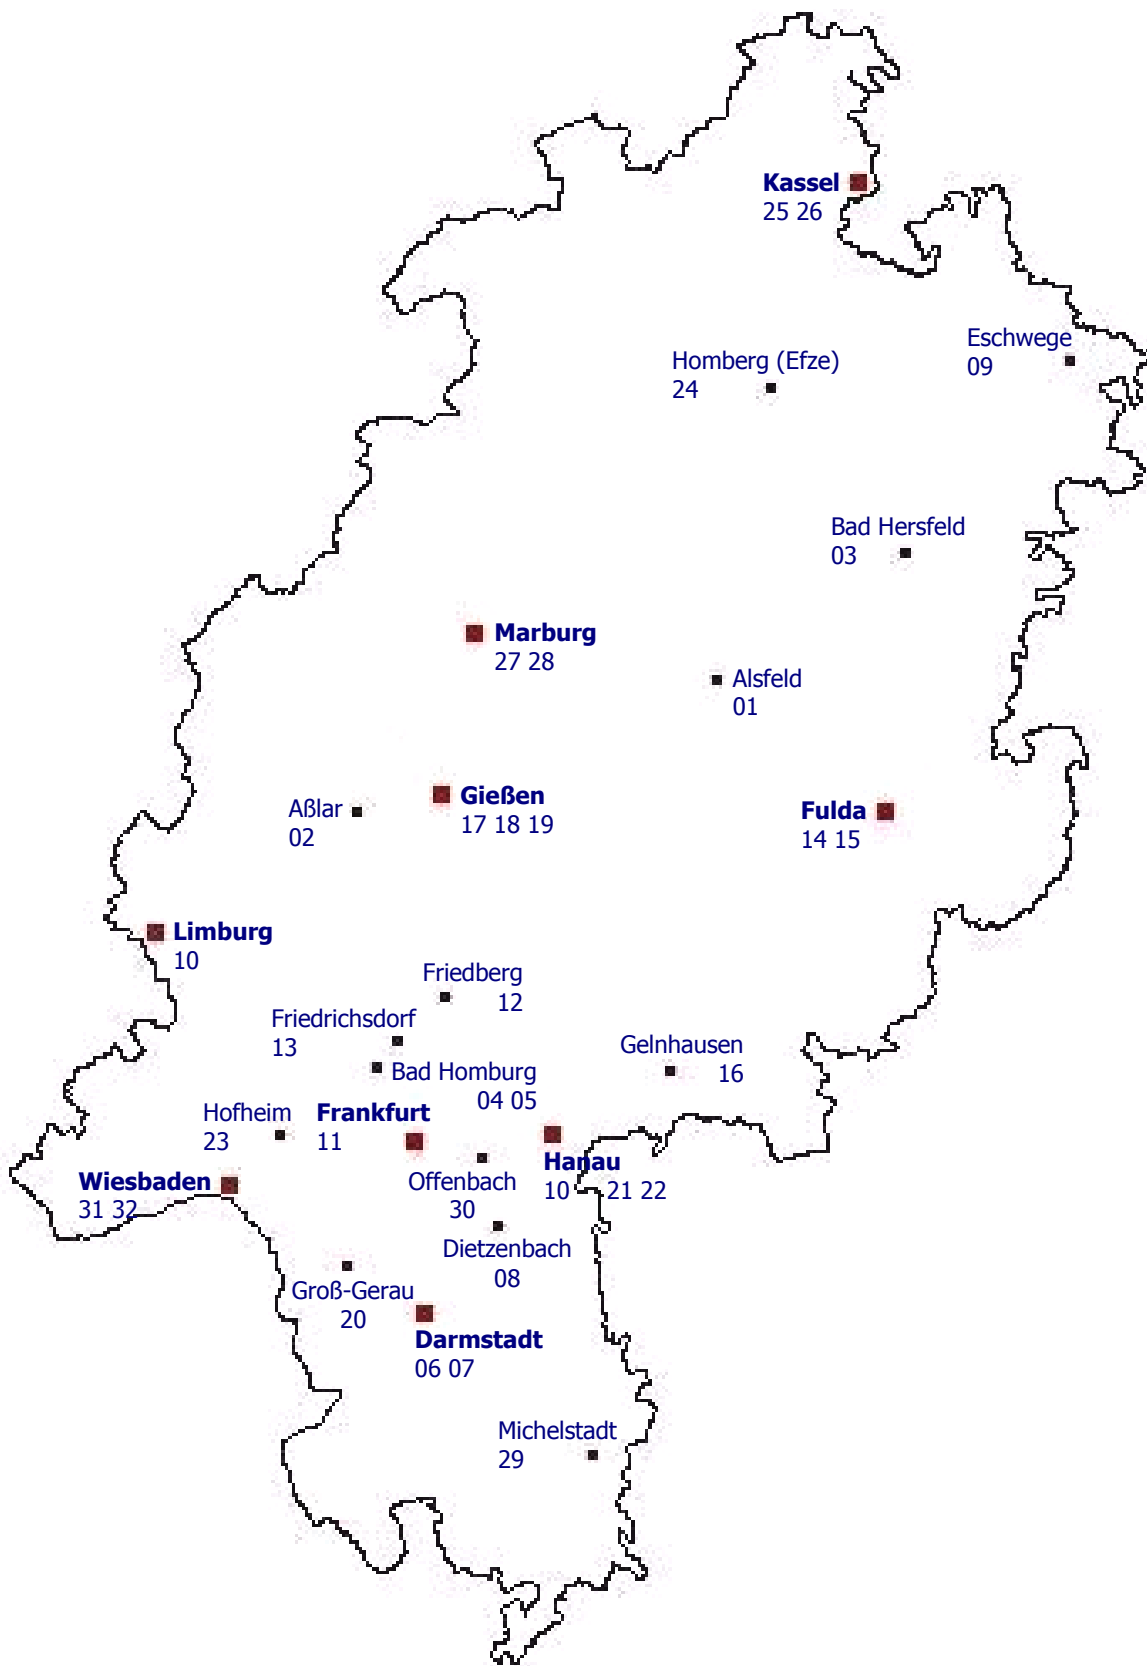 Kassel
25 26
Eschwege
09
Homberg (Efze)
24
Bad Hersfeld
03
Marburg
27 28
Alsfeld
01
Gießen
17 18 19
Aßlar
02
Fulda
14 15
Limburg
10
Friedberg
12
Friedrichsdorf
13
Gelnhausen
16
Bad Homburg
04 05
Hofheim
23
Frankfurt
11
Hanau
10 21 22
Wiesbaden
31 32
Offenbach
30
Dietzenbach
08
Groß-Gerau
20
Darmstadt
06 07
Michelstadt
29